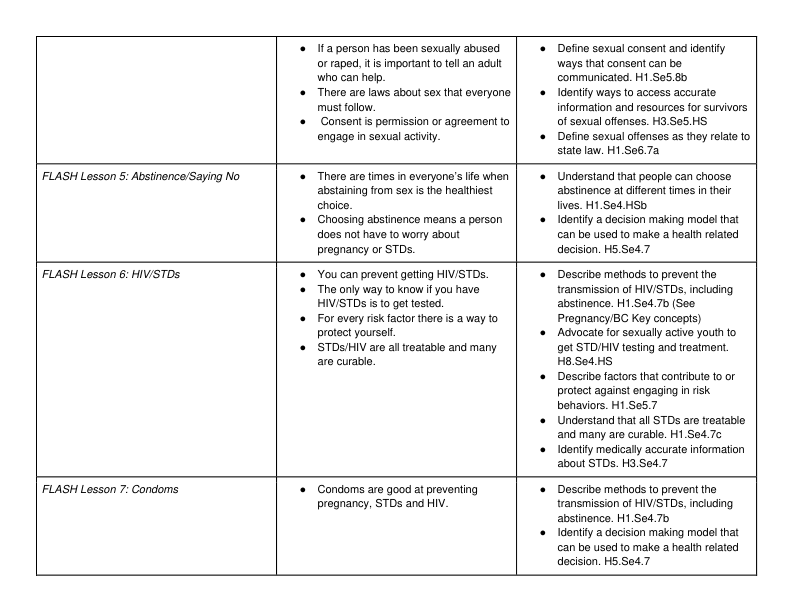 ● If a person has been sexually abused
or raped, it is important to tell an adult
who can help.
● There are laws about sex that everyone
must follow.
● Consent is permission or agreement to
engage in sexual activity.
● Define sexual consent and identify
ways that consent can be
communicated. H1.Se5.8b
● Identify ways to access accurate
information and resources for survivors
of sexual offenses. H3.Se5.HS
● Define sexual offenses as they relate to
state law. H1.Se6.7a
FLASH Lesson 5: Abstinence/Saying No
● There are times in everyone's life when
abstaining from sex is the healthiest
choice.
● Choosing abstinence means a person
does not have to worry about
pregnancy or STDs.
● Understand that people can choose
abstinence at different times in their
lives. H1.Se4.HSb
● Identify a decision making model that
can be used to make a health related
decision. H5.Se4.7
FLASH Lesson 6: HIV/STDs
● You can prevent getting HIV/STDs.
● The only way to know if you have
HIV/STDs is to get tested.
● For every risk factor there is a way to
protect yourself.
● STDs/HIV are all treatable and many
are curable.
● Describe methods to prevent the
transmission of HIV/STDs, including
abstinence. H1.Se4.7b (See
Pregnancy/BC Key concepts)
● Advocate for sexually active youth to
get STD/HIV testing and treatment.
H8.Se4.HS
● Describe factors that contribute to or
protect against engaging in risk
behaviors. H1.Se5.7
● Understand that all STDs are treatable
and many are curable. H1.Se4.7c
● Identify medically accurate information
about STDs. H3.Se4.7
FLASH Lesson 7: Condoms
● Condoms are good at preventing
pregnancy, STDs and HIV.
● Describe methods to prevent the
transmission of HIV/STDs, including
abstinence. H1.Se4.7b
● Identify a decision making model that
can be used to make a health related
decision. H5.Se4.7